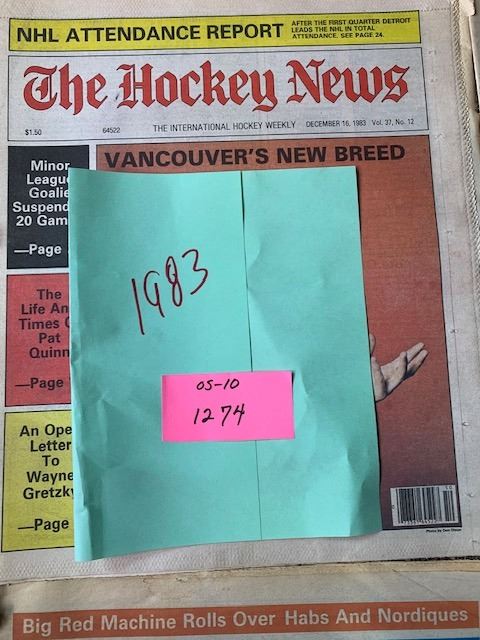 NHL ATTENDANCE REPORT
AFTER THE FIRST QUARTER DETROIT
LEADS THE NHL IN TOTAL
ATTENDANCE. SEE PAGE 24.
The Hockey News
$1.50 64522 THE INTERNATIONAL HOCKEY WEEKLY DECEMBER 16, 1983 Vol. 37, No. 12
VANCOUVER'S NEW BREED
Minor
Leagu
Goalie
Suspend
20 Gam
—Page
The
Life An
Times
Pat
Quinn
—Page
An Ope
Letter
To
Wayne
Gretzky
—Page
1983
OS-10
1274
Big Red Machine Rolls Over Habs And Nordiques